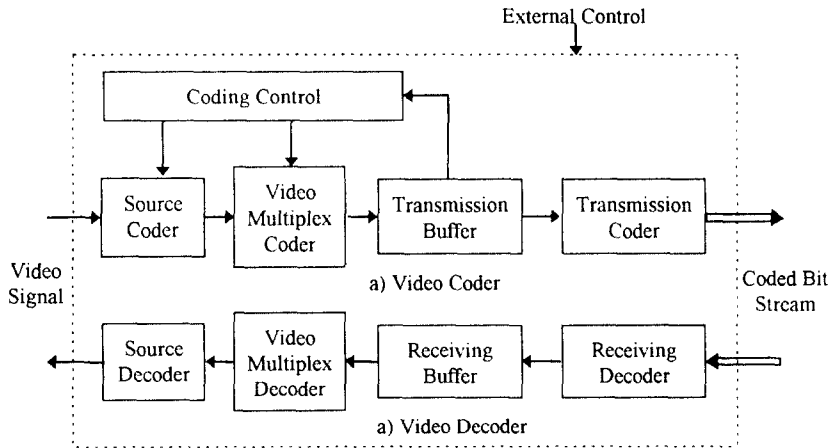 External Control
Coding Control
Source
Coder
Video
Multiplex
Coder
Transmission
Buffer
Transmission
Coder
Video
Signal
a) Video Coder
Coded Bit
Stream
Source
Decoder
Video
Multiplex
Decoder
Receiving
Buffer
Receiving
Decoder
a) Video Decoder